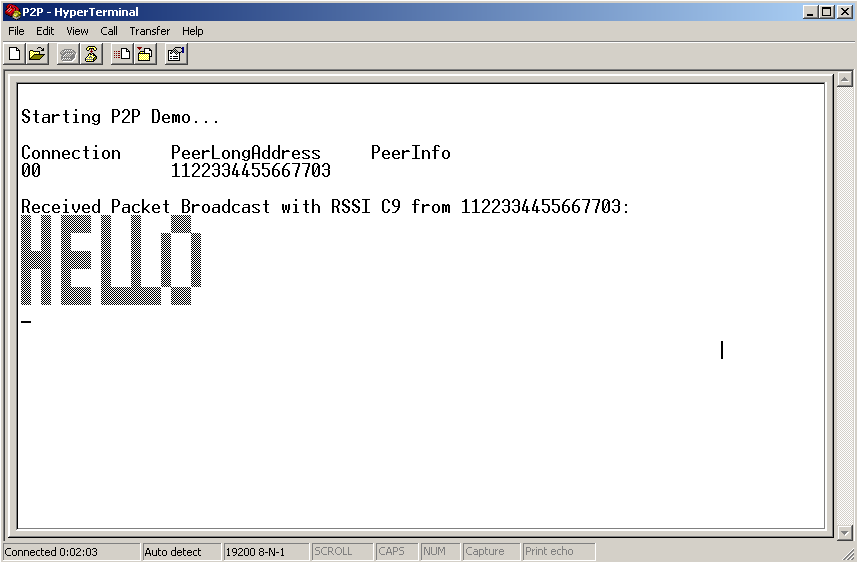 P2P - HyperTerminal
File Edit View Call Transfer Help
Starting P2P Demo...
Connection PeerLongAddress PeerInfo
00 1122334455667703
Received Packet Broadcast with RSSI C9 from 1122334455667703:
HELLO
_
Connected 0:02:03 Auto detect 19200 8-N-1 SCROLL CAPS NUM Capture Print echo